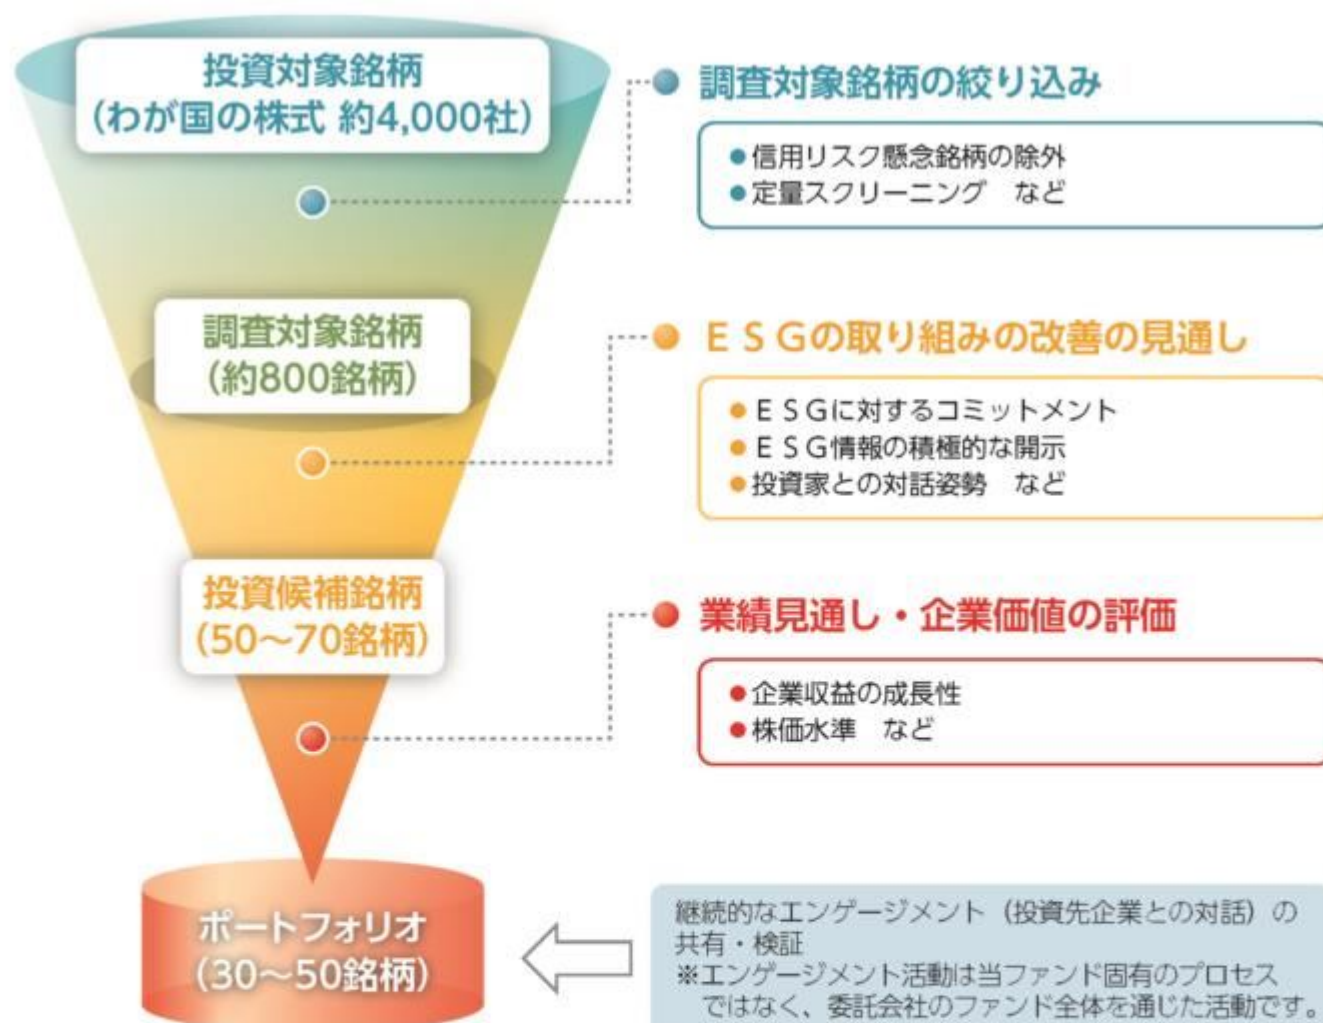 投資対象銘柄
（わが国の株式 約4,000社）
調査対象銘柄の絞り込み
●信用リスク懸念銘柄の除外
●定量スクリーニング　など
調査対象銘柄
（約800銘柄）
ＥＳＧの取り組みの改善の見通し
●ＥＳＧに対するコミットメント
●ＥＳＧ情報の積極的な開示
●投資家との対話姿勢　など
投資候補銘柄
（50～70銘柄）
業績見通し・企業価値の評価
●企業収益の成長性
●株価水準　など
ポートフォリオ
（30～50銘柄）
継続的なエンゲージメント（投資先企業との対話）の
共有・検証
※エンゲージメント活動は当ファンド固有のプロセス
ではなく、委託会社のファンド全体を通じた活動です。